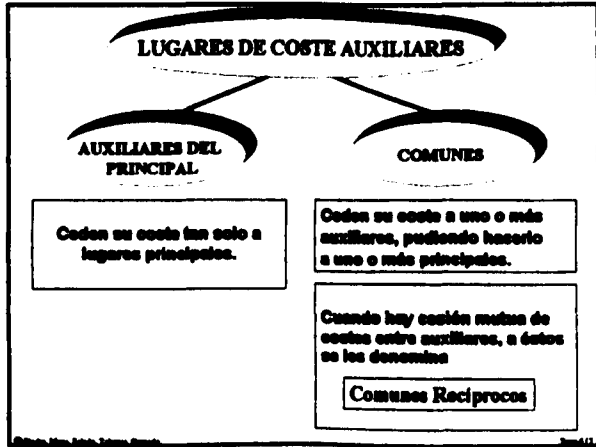 LUGARES DE COSTE AUXILIARES
AUXILIARES DEL
PRINCIPAL
COMUNES
Ceden su coste tan solo a
lugares principales.
Ceden su coste a uno o más
auxiliares, pudiendo hacerlo
a uno o más principales.
Cuando hay cesión mutua de
costes entre auxiliares, a éstos
se les denomina
Comunes Recíprocos